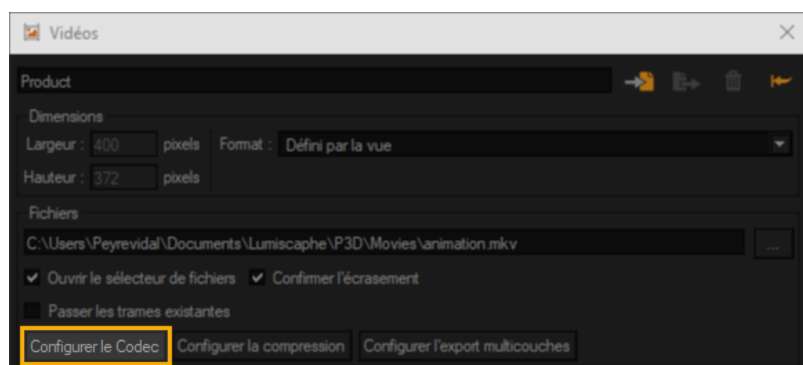 Vidéos
Product
Dimensions
Largeur : 400 pixels Format : Défini par la vue
Hauteur : 372 pixels
Fichiers
C:\Users\Peyrevidal\Documents\Lumiscaphe\P3D\Movies\animation.mkv ...
Ouvrir le sélecteur de fichiers Confirmer l'écrasement
Passer les trames existantes
Configurer le Codec Configurer la compression Configurer l'export multicouches